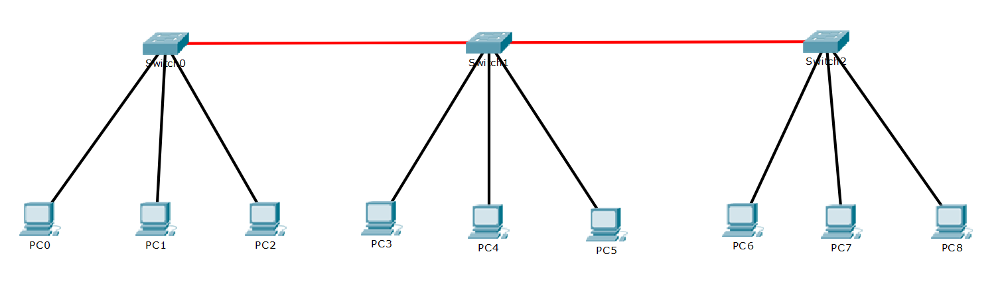 Switch0
Switch1
Switch2
PC0
PC1
PC2
PC3
PC4
PC5
PC6
PC7
PC8